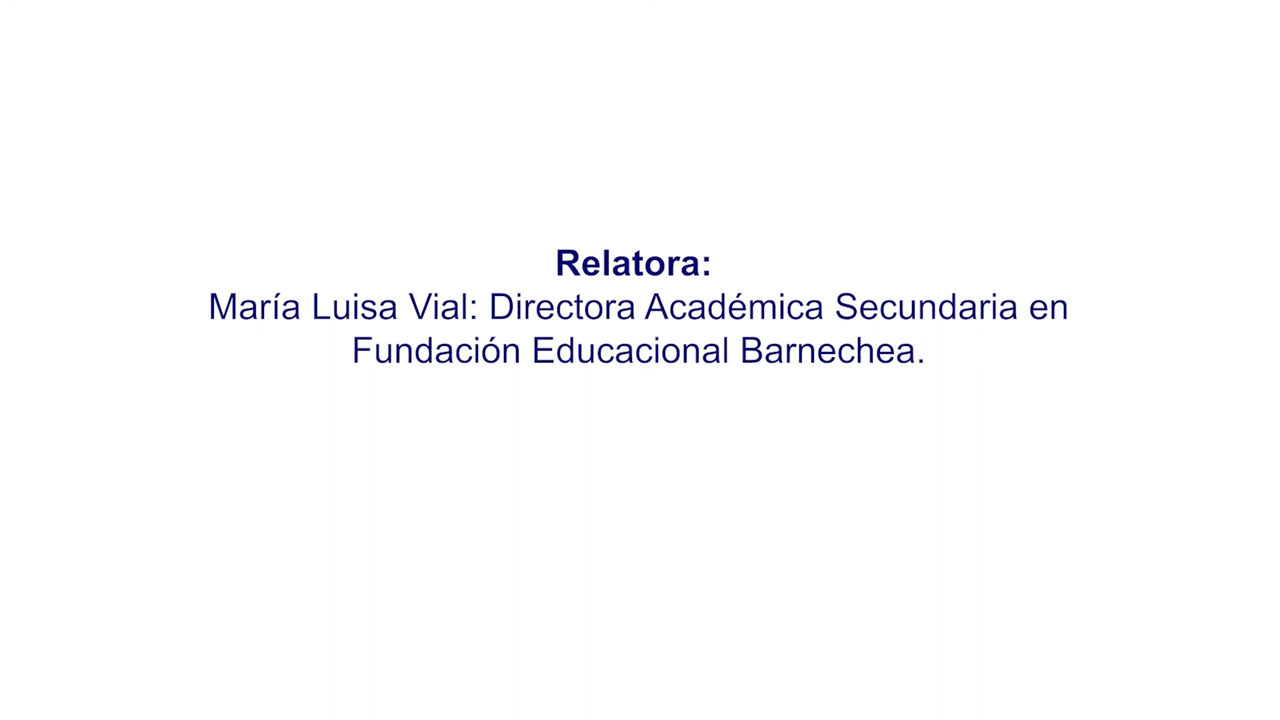 Relatora:
María Luisa Vial: Directora Académica Secundaria en
Fundación Educacional Barnechea.